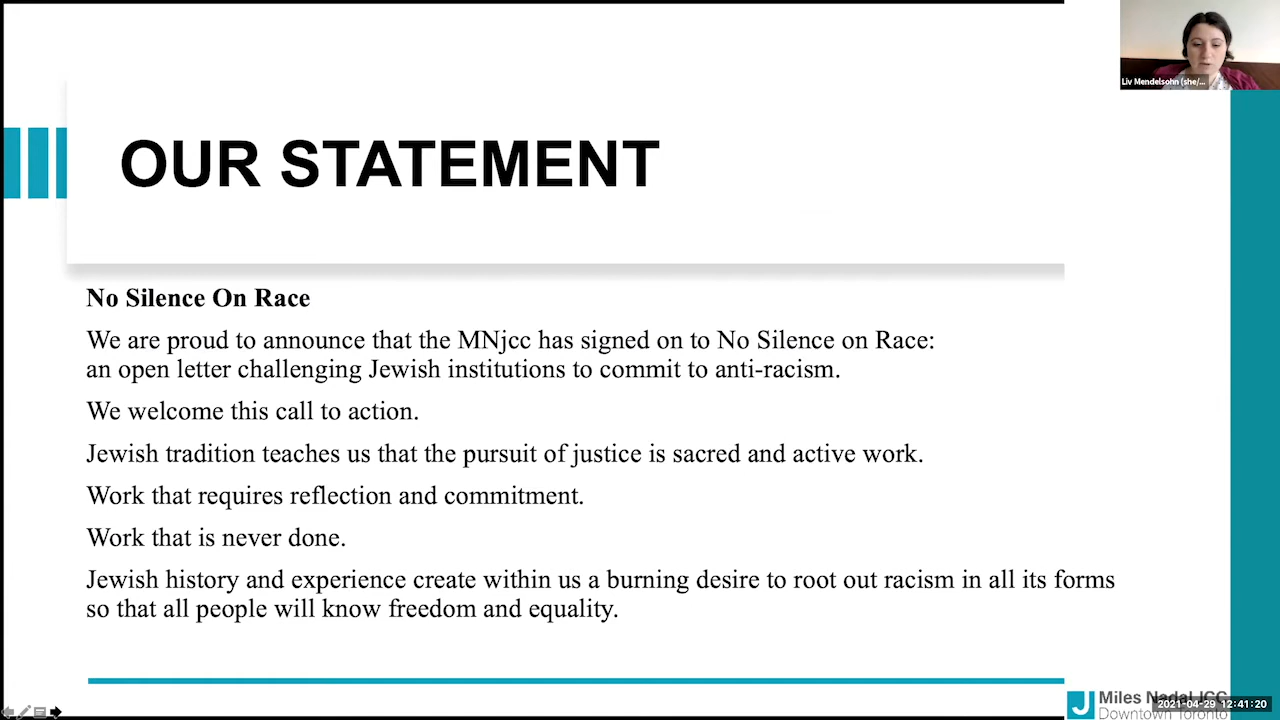 Liv Mendelsohn (she/...
OUR STATEMENT
No Silence On Race
We are proud to announce that the MNjcc has signed on to No Silence on Race:
an open letter challenging Jewish institutions to commit to anti-racism.
We welcome this call to action.
Jewish tradition teaches us that the pursuit of justice is sacred and active work.
Work that requires reflection and commitment.
Work that is never done.
Jewish history and experience create within us a burning desire to root out racism in all its forms
so that all people will know freedom and equality.
J Miles Nadal JCC
Downtown Toronto
2021-04-29 12:41:20